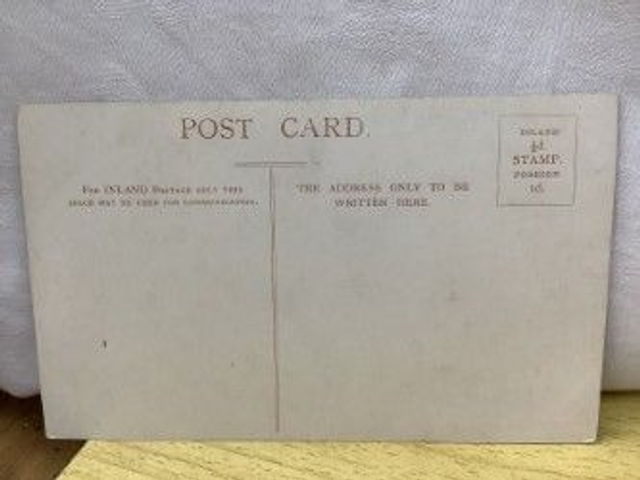 POST CARD.
For INLAND Postage only this
space may be used for correspondence.
THE ADDRESS ONLY TO BE
WRITTEN HERE.
INLAND
½d.
STAMP.
FOREIGN
1d.